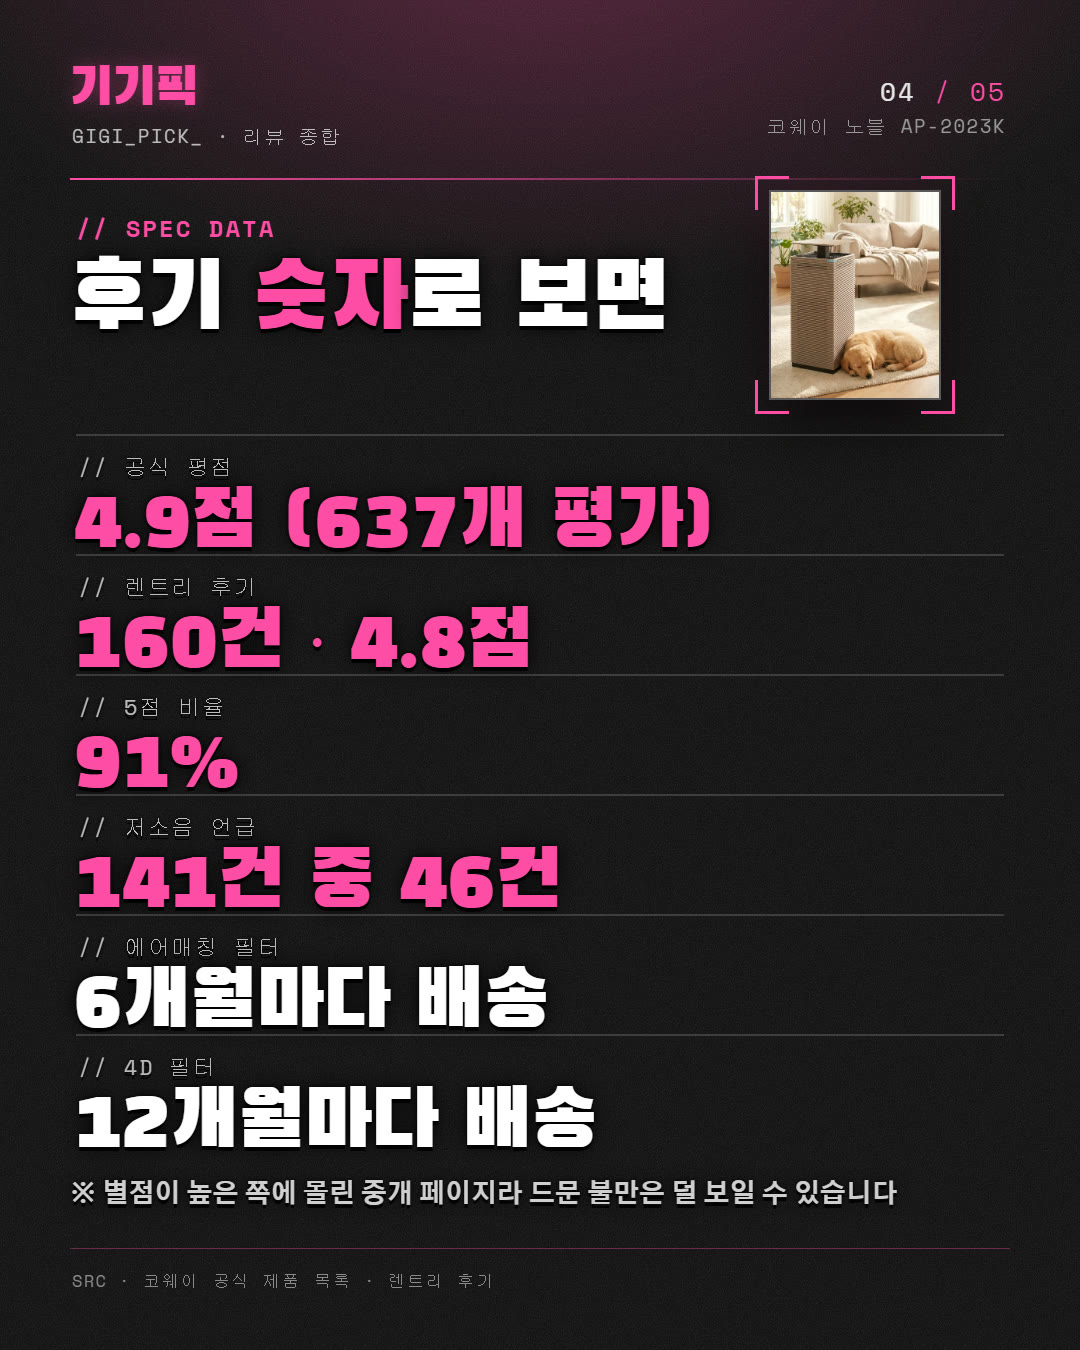 기기픽
GIGI_PICK_ · 리뷰 종합
04 / 05
코웨이 노블 AP-2023K
// SPEC DATA
후기 숫자로 보면
// 공식 평점
4.9점 (637개 평가)
// 렌트리 후기
160건 · 4.8점
// 5점 비율
91%
// 저소음 언급
141건 중 46건
// 에어매칭 필터
6개월마다 배송
// 4D 필터
12개월마다 배송
※ 별점이 높은 쪽에 몰린 중개 페이지라 드문 불만은 덜 보일 수 있습니다
SRC · 코웨이 공식 제품 목록 · 렌트리 후기